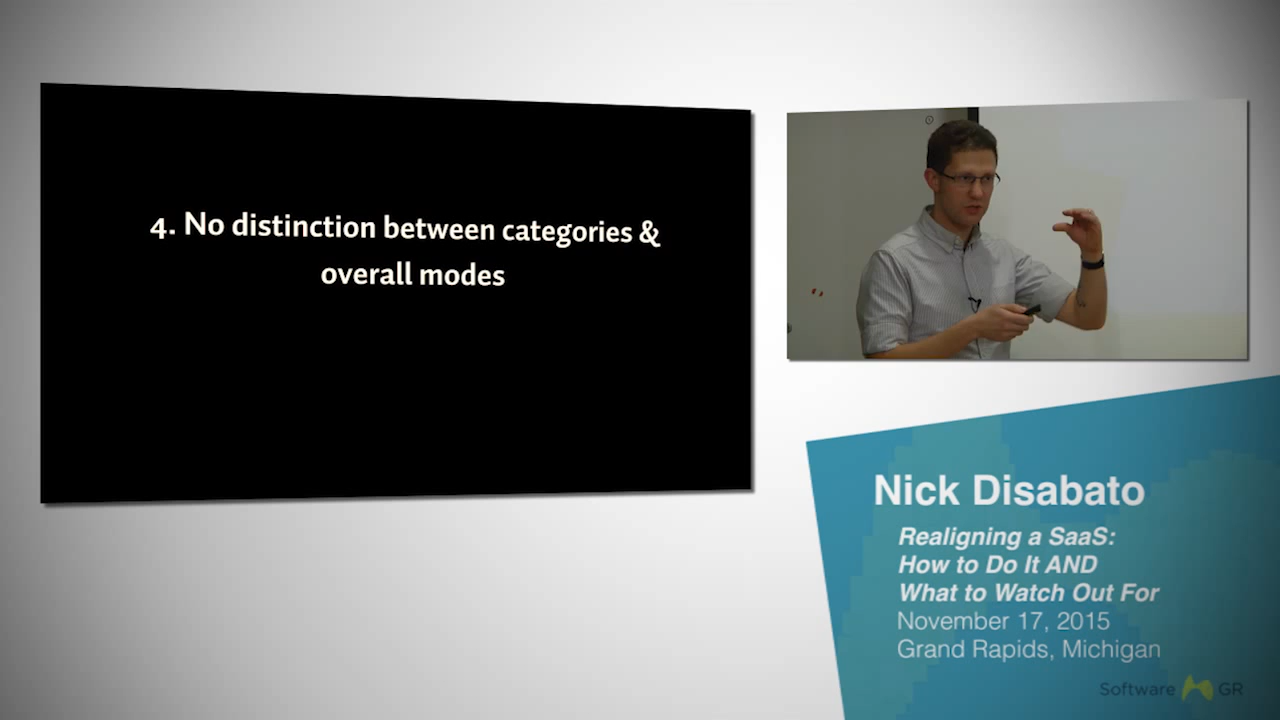 4. No distinction between categories &
overall modes
Nick Disabato
Realigning a SaaS:
How to Do It AND
What to Watch Out For
November 17, 2015
Grand Rapids, Michigan
Software GR